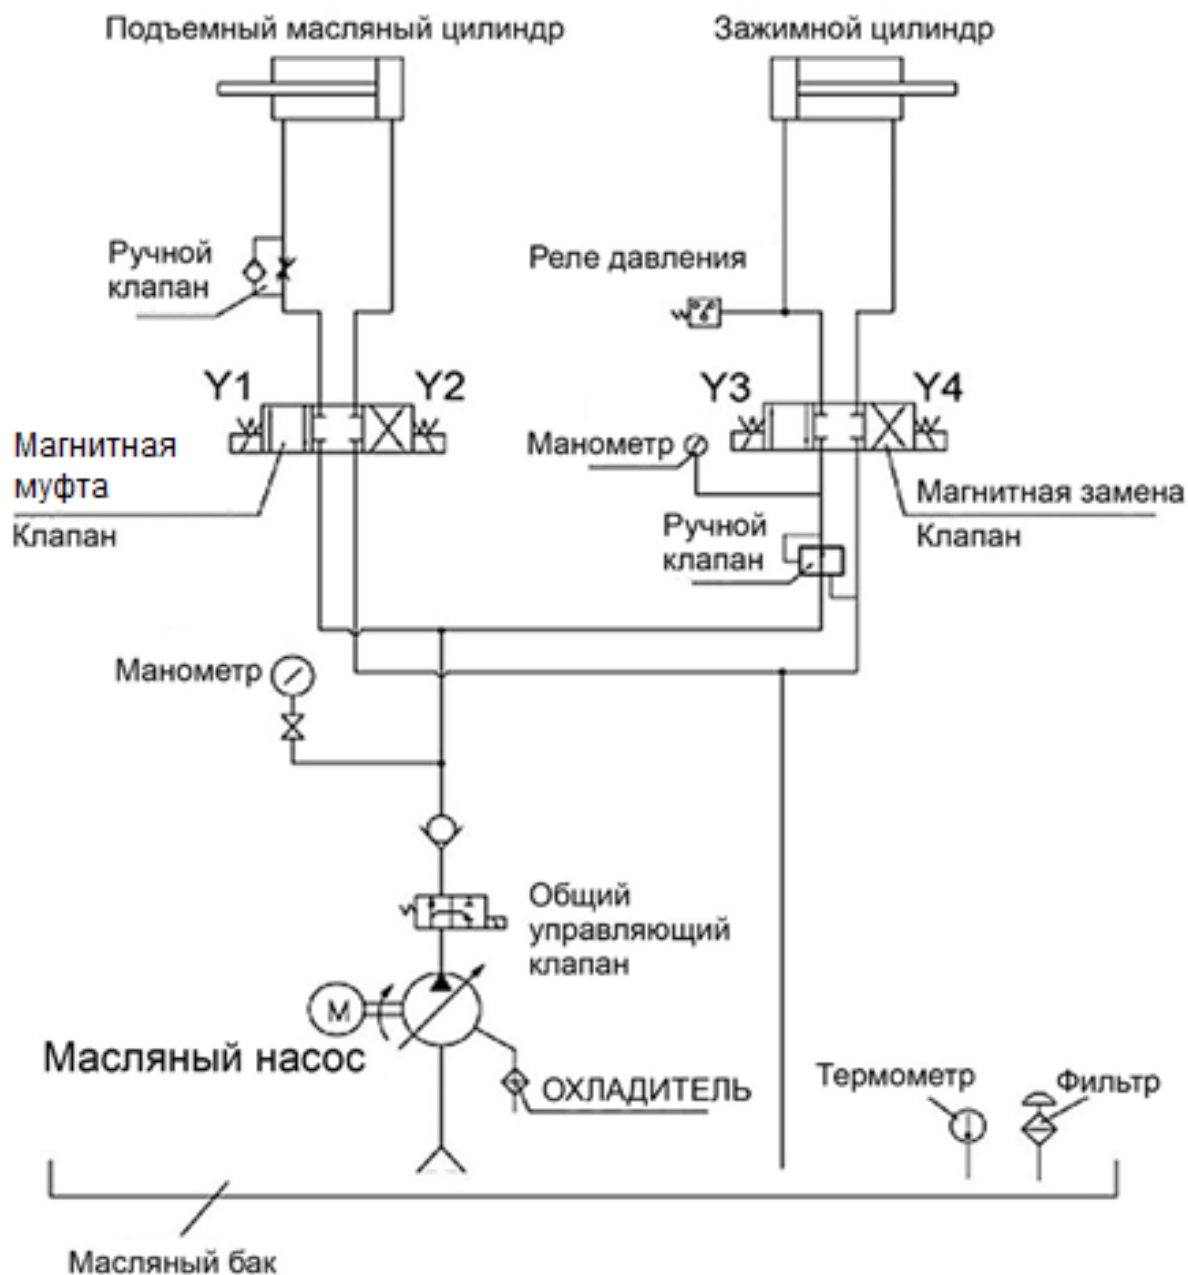 Подъемный масляный цилиндр
Зажимной цилиндр
Ручной
клапан
Реле давления
Y1
Y2
Y3
Y4
Магнитная
муфта
Клапан
Манометр
Магнитная замена
Клапан
Ручной
клапан
Манометр
Общий
управляющий
клапан
M
Масляный насос
ОХЛАДИТЕЛЬ
Термометр
Фильтр
Масляный бак